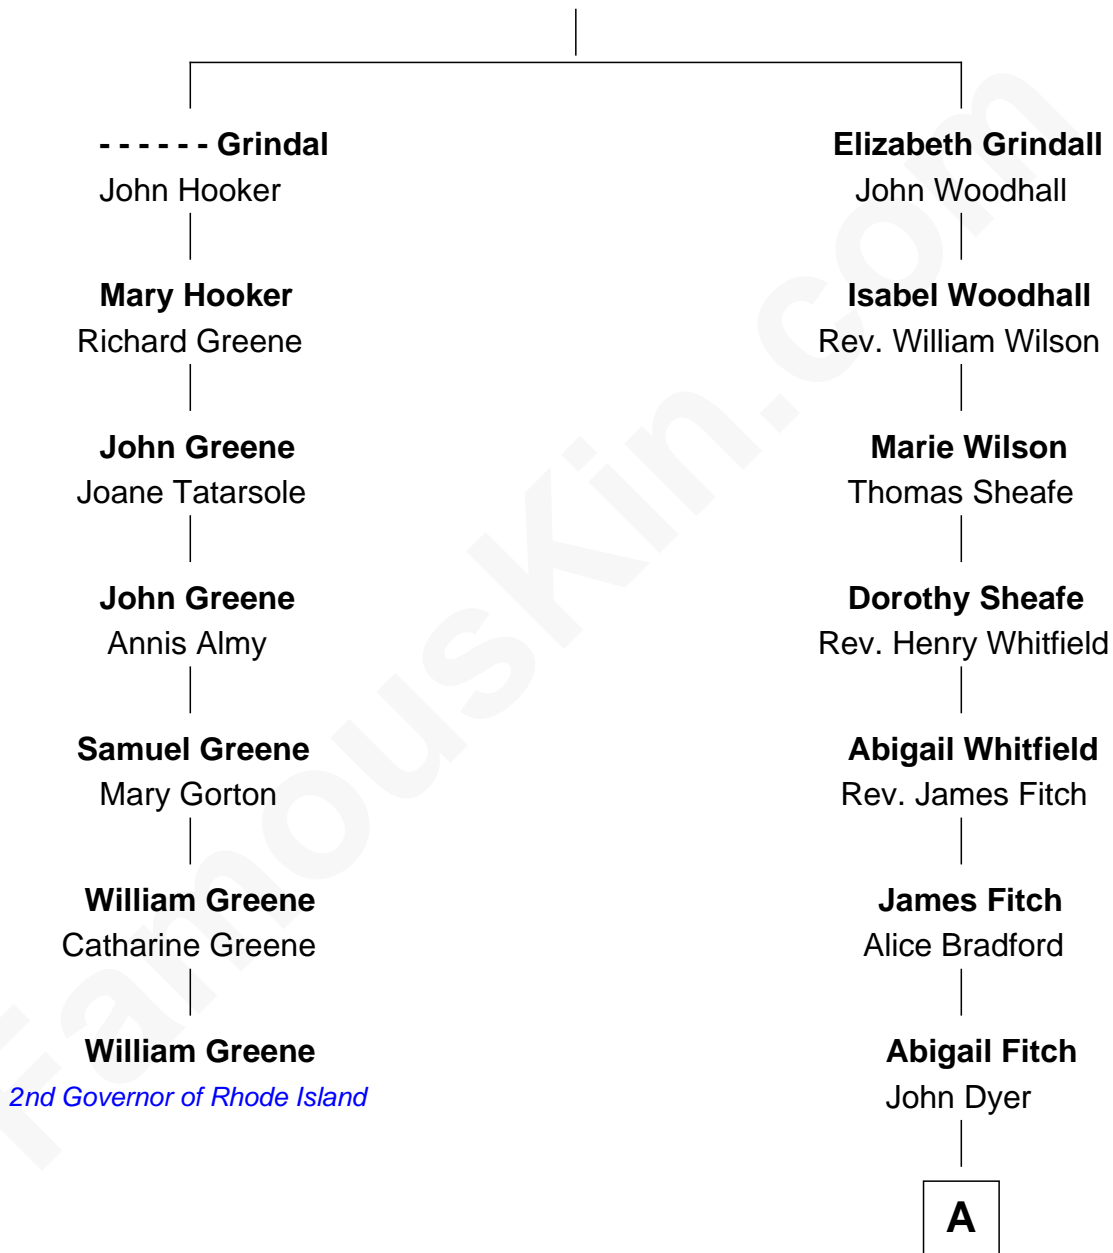 - - - - - - Grindal
John Hooker
Mary Hooker
Richard Greene
John Greene
Joane Tatarsole
John Greene
Annis Almy
Samuel Greene
Mary Gorton
William Greene
Catharine Greene
William Greene
2nd Governor of Rhode Island
Elizabeth Grindall
John Woodhall
Isabel Woodhall
Rev. William Wilson
Marie Wilson
Thomas Sheafe
Dorothy Sheafe
Rev. Henry Whitfield
Abigail Whitfield
Rev. James Fitch
James Fitch
Alice Bradford
Abigail Fitch
John Dyer
A
FamousKin.com